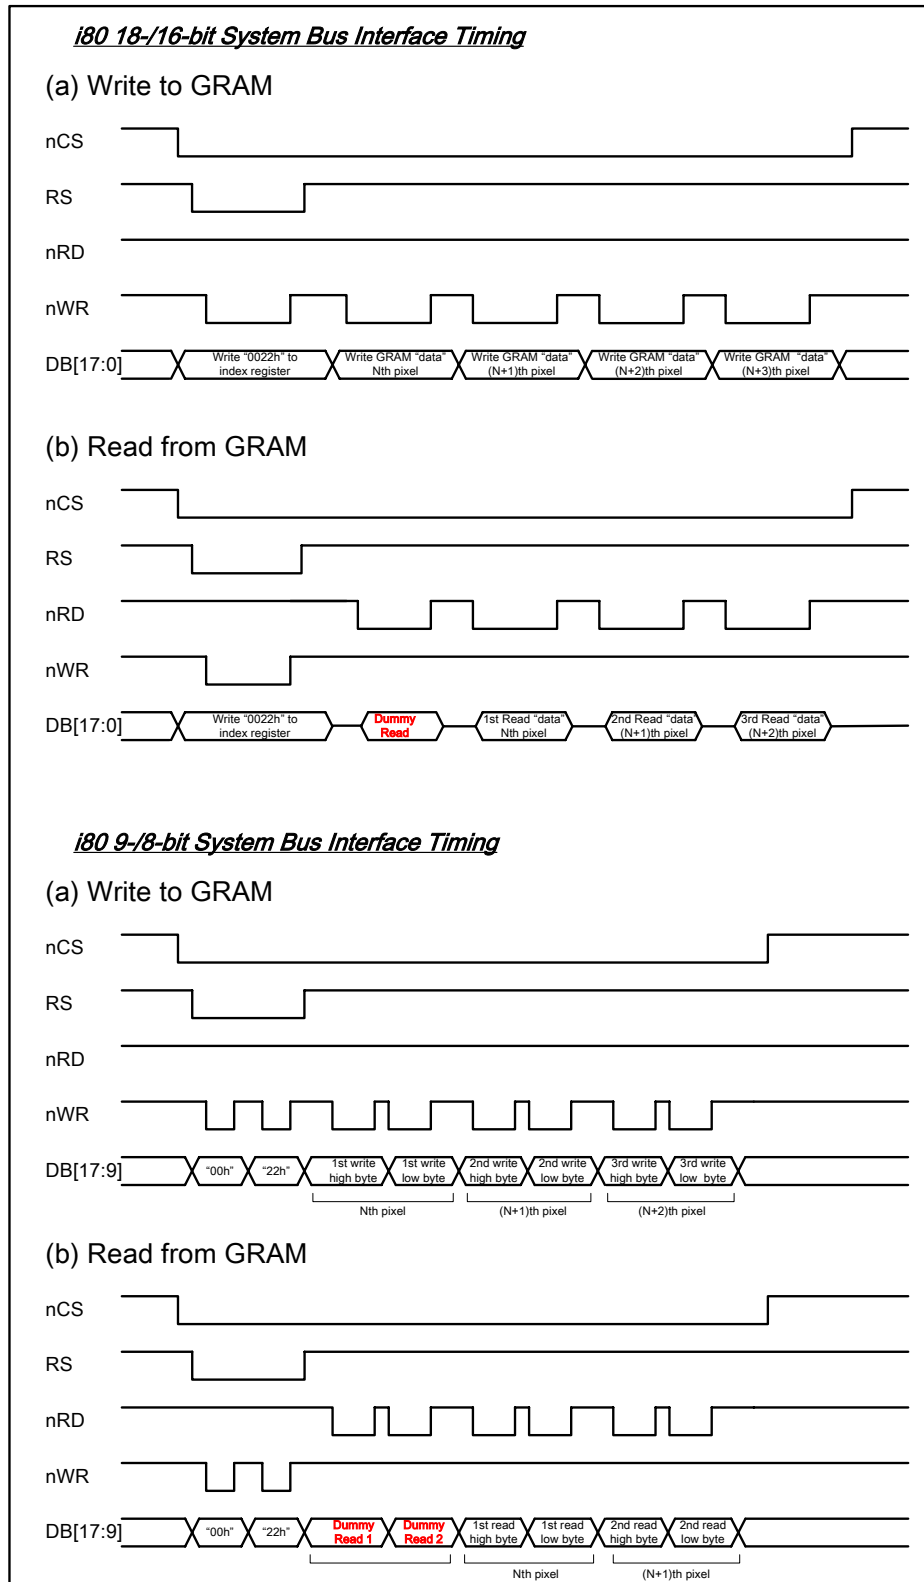 i80 18-/16-bit System Bus Interface Timing
(a) Write to GRAM
nCS
RS
nRD
nWR
DB[17:0]
Write "0022h" to
index register
Write GRAM "data"
Nth pixel
Write GRAM "data"
(N+1)th pixel
Write GRAM "data"
(N+2)th pixel
Write GRAM "data"
(N+3)th pixel
(b) Read from GRAM
nCS
RS
nRD
nWR
DB[17:0]
Write "0022h" to
index register
Dummy
Read
1st Read "data"
Nth pixel
2nd Read "data"
(N+1)th pixel
3rd Read "data"
(N+2)th pixel
i80 9-/8-bit System Bus Interface Timing
(a) Write to GRAM
nCS
RS
nRD
nWR
DB[17:9]
"00h"
"22h"
1st write
high byte
1st write
low byte
2nd write
high byte
2nd write
low byte
3rd write
high byte
3rd write
low byte
Nth pixel
(N+1)th pixel
(N+2)th pixel
(b) Read from GRAM
nCS
RS
nRD
nWR
DB[17:9]
"00h"
"22h"
Dummy
Read 1
Dummy
Read 2
1st read
high byte
1st read
low byte
2nd read
high byte
2nd read
low byte
Nth pixel
(N+1)th pixel